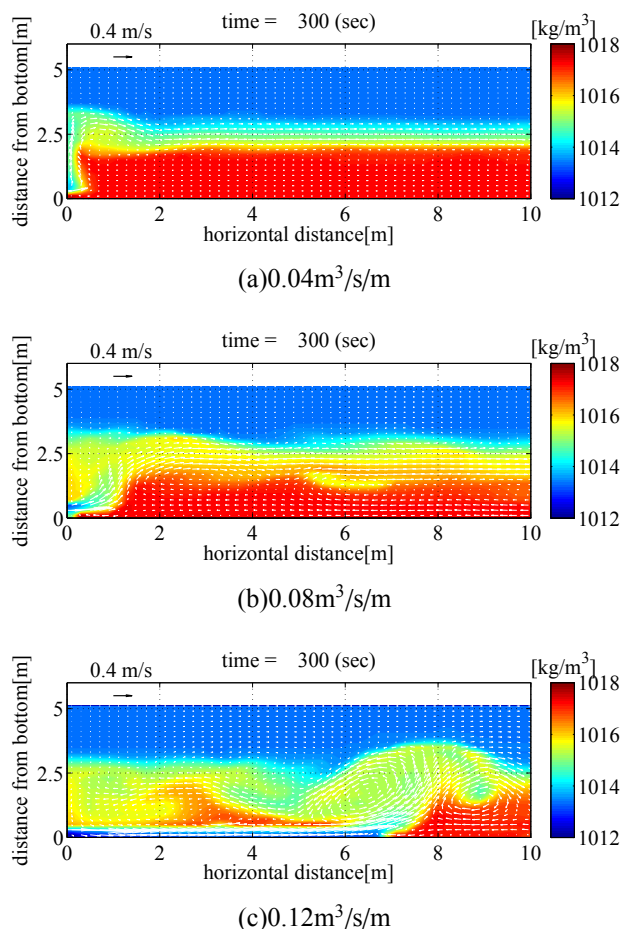 0.4 m/s time = 300 (sec) [kg/m³]
distance from bottom[m]
5
2.5
0
0 2 4 6 8 10
horizontal distance[m]
1018
1016
1014
1012
(a)0.04m³/s/m
0.4 m/s time = 300 (sec) [kg/m³]
distance from bottom[m]
5
2.5
0
0 2 4 6 8 10
horizontal distance[m]
1018
1016
1014
1012
(b)0.08m³/s/m
0.4 m/s time = 300 (sec) [kg/m³]
distance from bottom[m]
5
2.5
0
0 2 4 6 8 10
horizontal distance[m]
1018
1016
1014
1012
(c)0.12m³/s/m